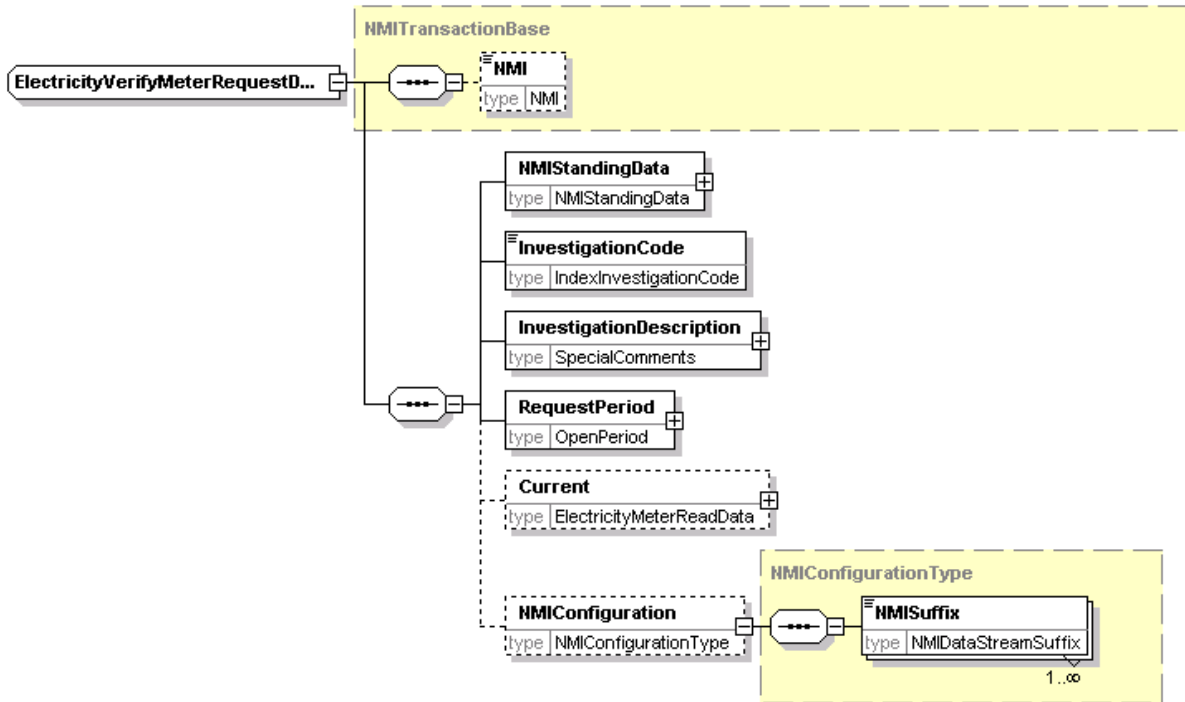 NMITransactionBase
ElectricityVerifyMeterRequestD...
NMI
type NMI
NMIStandingData
type NMIStandingData
InvestigationCode
type IndexInvestigationCode
InvestigationDescription
type SpecialComments
RequestPeriod
type OpenPeriod
Current
type ElectricityMeterReadData
NMIConfigurationType
NMIConfiguration
type NMIConfigurationType
NMISuffix
type NMIDataStreamSuffix
1..∞